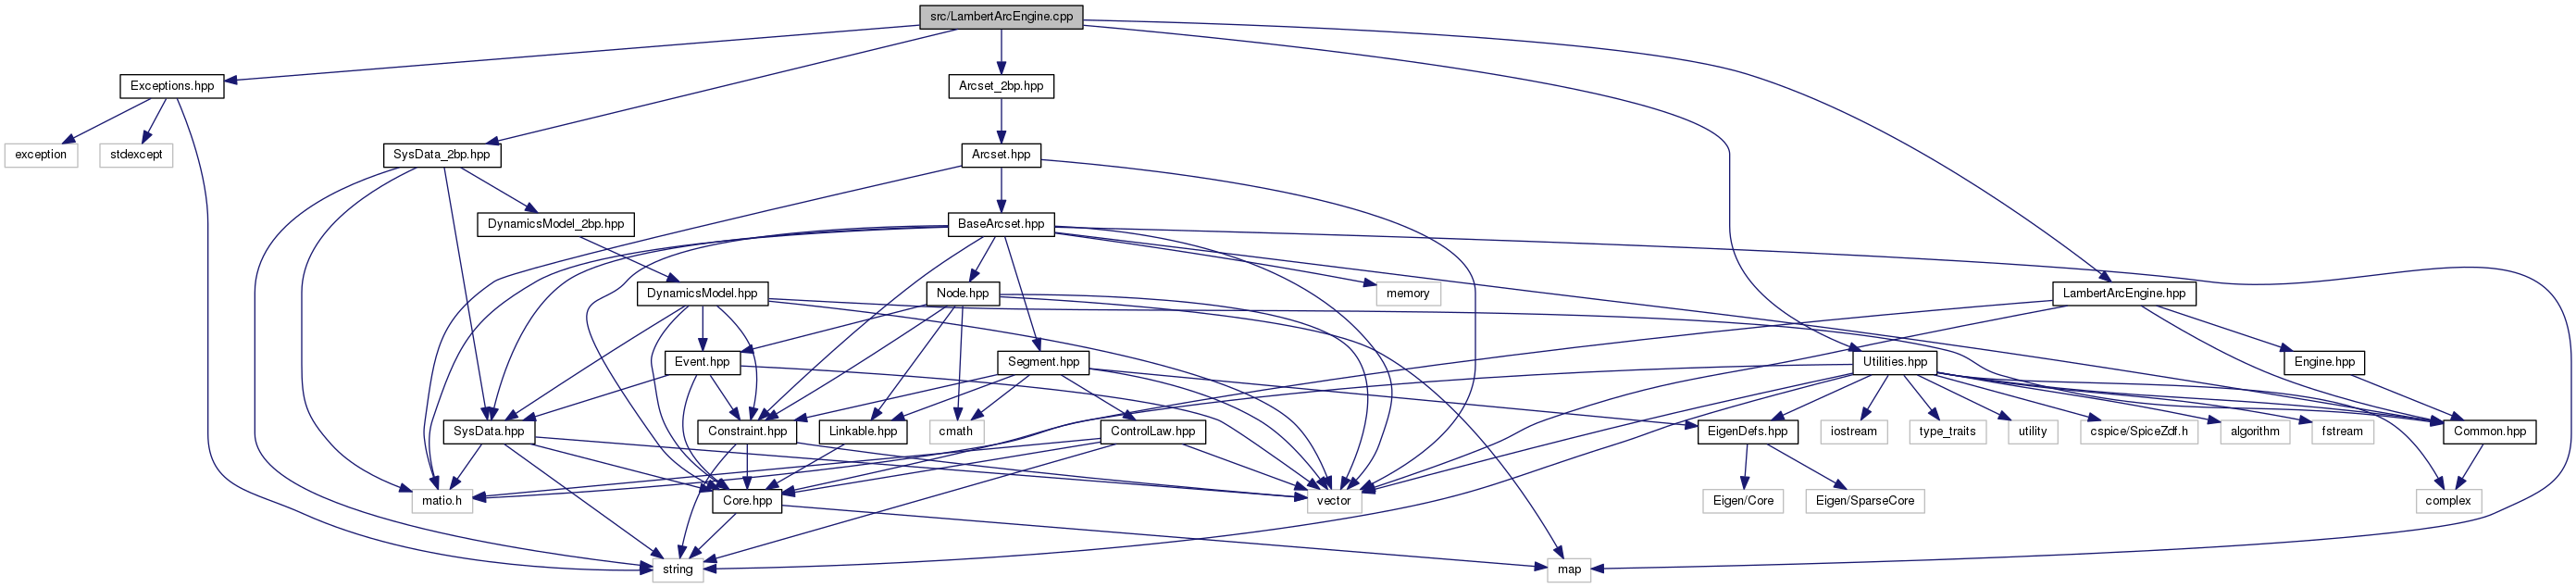 src/LambertArcEngine.cpp
Exceptions.hpp
Arcset_2bp.hpp
exception
stdexcept
SysData_2bp.hpp
Arcset.hpp
DynamicsModel_2bp.hpp
BaseArcset.hpp
DynamicsModel.hpp
Node.hpp
memory
LambertArcEngine.hpp
Event.hpp
Segment.hpp
Utilities.hpp
Engine.hpp
SysData.hpp
Constraint.hpp
Linkable.hpp
cmath
ControlLaw.hpp
EigenDefs.hpp
iostream
type_traits
utility
cspice/SpiceZdf.h
algorithm
fstream
Common.hpp
matio.h
Core.hpp
vector
Eigen/Core
Eigen/SparseCore
complex
string
map